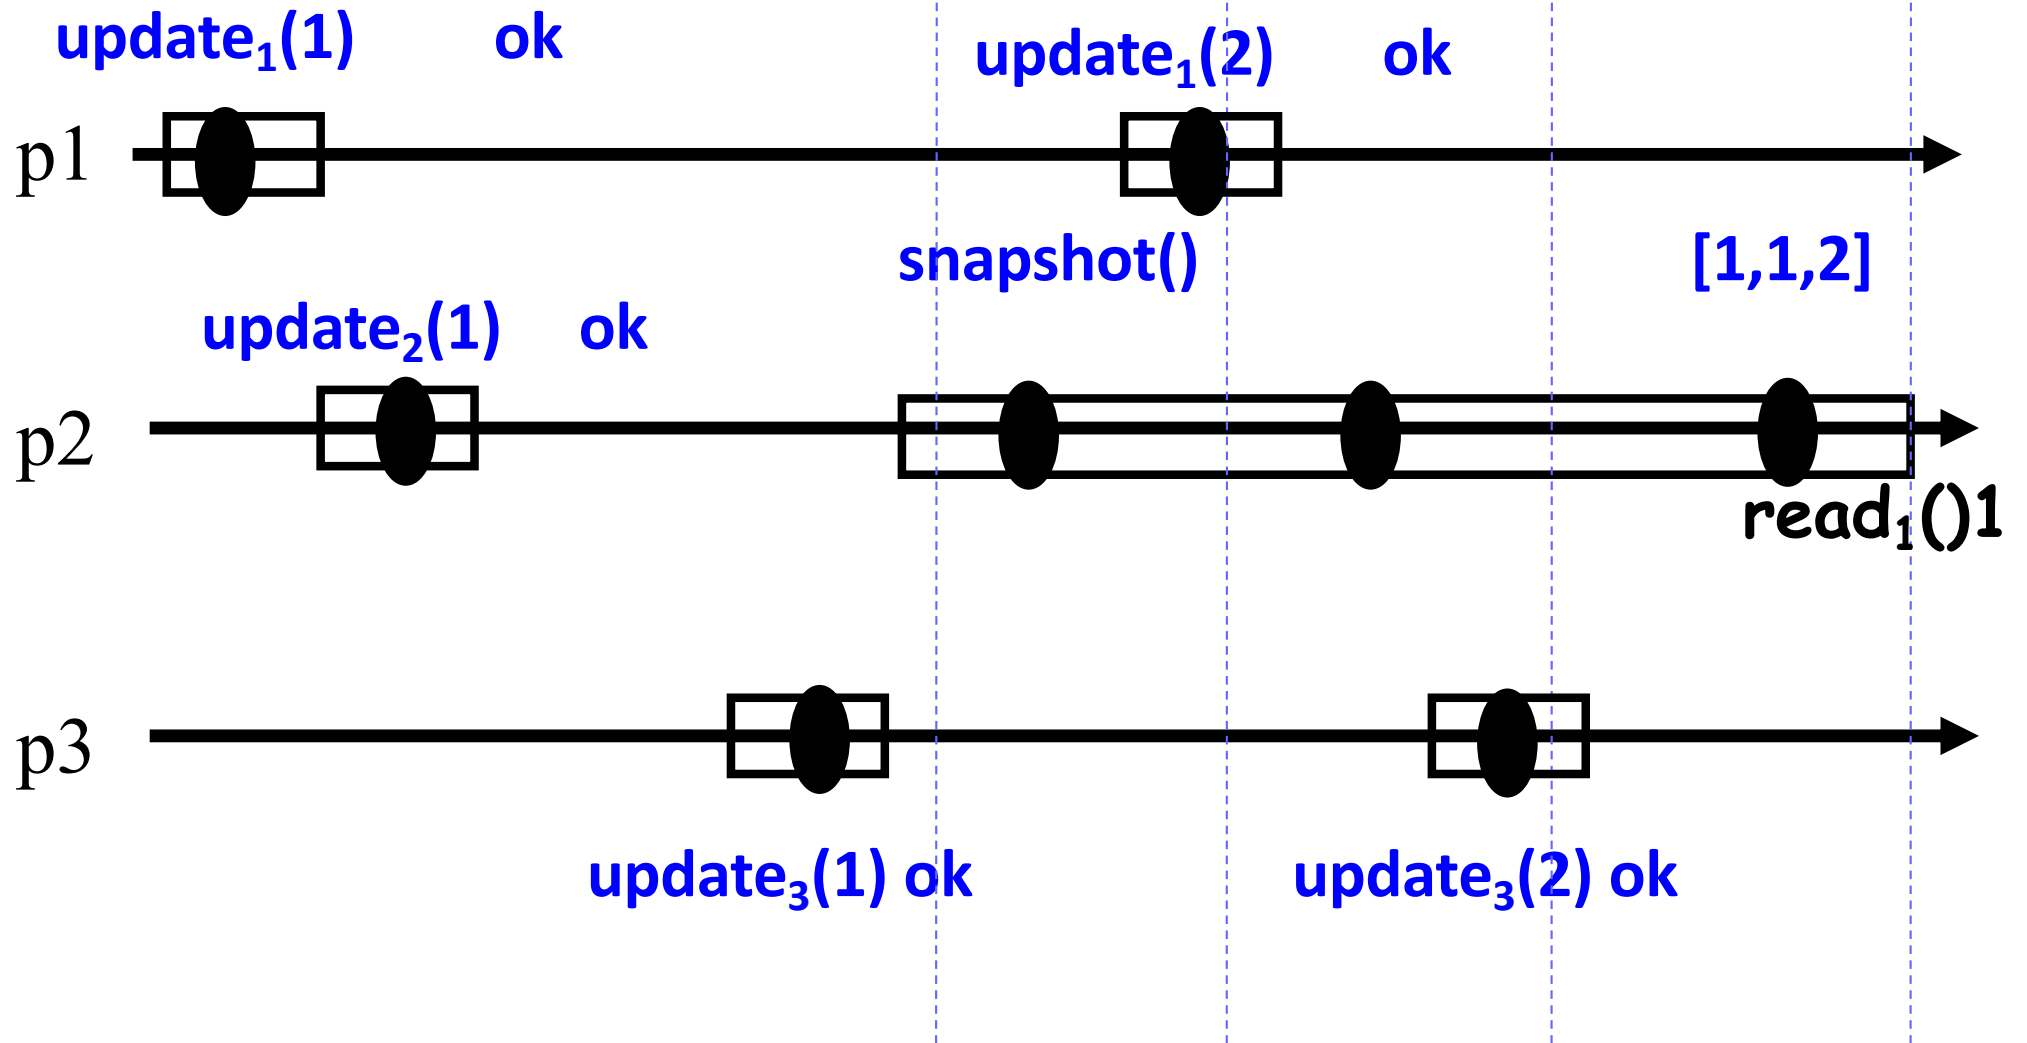 update₁(1) ok update₁(2) ok
p1
snapshot() [1,1,2]
update₂(1) ok
p2
read₁()1
p3
update₃(1) ok update₃(2) ok